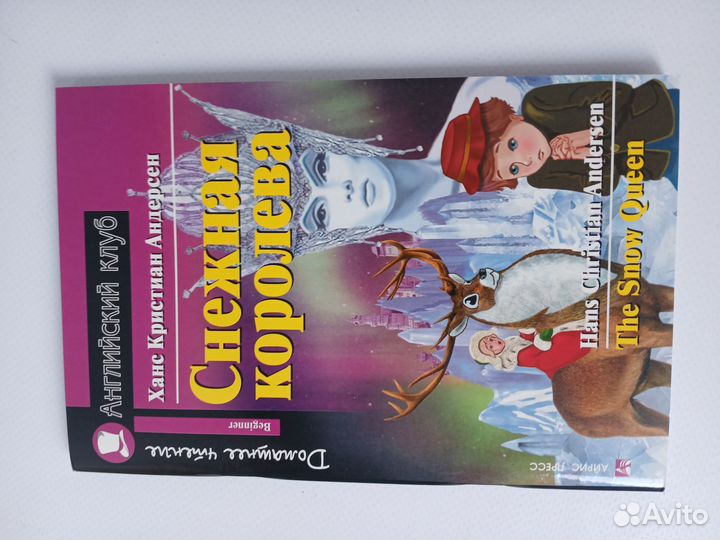 Английский клуб
Домашнее чтение
Beginner
Ханс Кристиан Андерсен
Снежная
королева
Hans Christian Andersen
The Snow Queen
АЙРИС ПРЕСС
Avito